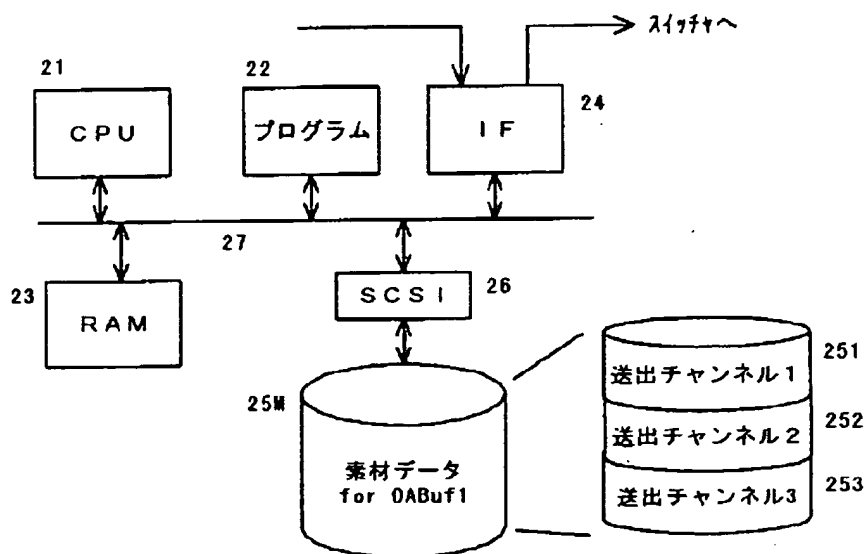 スイッチャへ
21
22
24
CPU
プログラム
IF
27
23
RAM
SCSI
26
25M
素材データ
for OABuf1
送出チャンネル1
251
送出チャンネル2
252
送出チャンネル3
253